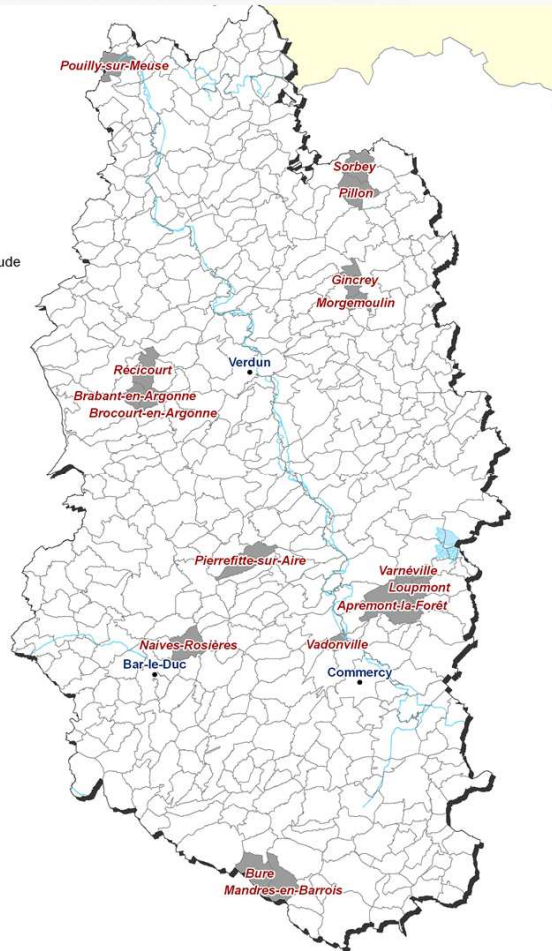 Pouilly-sur-Meuse
Sorbey
Pillon
ude
Gincrey
Morgemoulin
Verdun
Récicourt
Brabant-en-Argonne
Brocourt-en-Argonne
Pierrefitte-sur-Aire
Varnéville
Loupmont
Apremont-la-Forêt
Naives-Rosières
Vadonville
Bar-le-Duc
Commercy
Bure
Mandres-en-Barrois